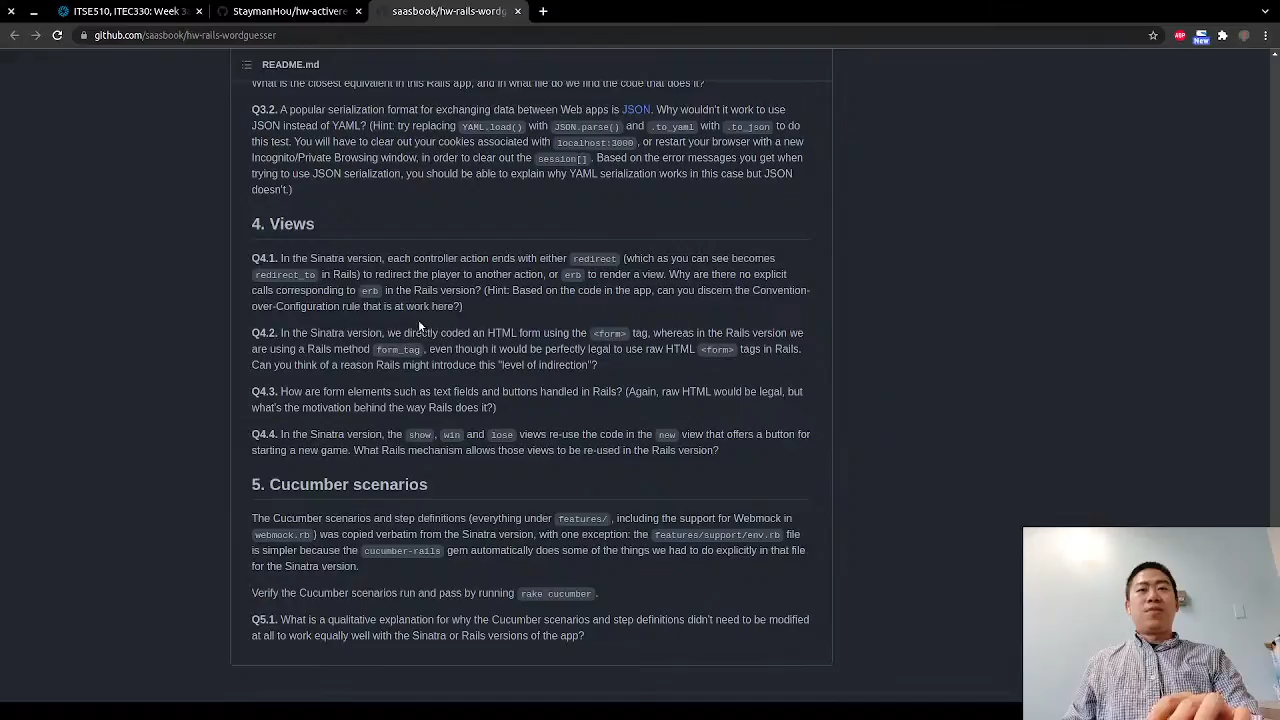 ITSE510, ITEC330: Week 3
StaymanHou/hw-activere
saasbook/hw-rails-wordg
github.com/saasbook/hw-rails-wordguesser
ABP
New
README.md
What is the closest equivalent in this Rails app, and in what file do we find the code that does it?
Q3.2. A popular serialization format for exchanging data between Web apps is JSON. Why wouldn't it work to use
JSON instead of YAML? (Hint: try replacing YAML.load() with JSON.parse() and .to_yaml with .to_json to do
this test. You will have to clear out your cookies associated with localhost:3000, or restart your browser with a new
Incognito/Private Browsing window, in order to clear out the session[]. Based on the error messages you get when
trying to use JSON serialization, you should be able to explain why YAML serialization works in this case but JSON
doesn't.)
4. Views
Q4.1. In the Sinatra version, each controller action ends with either redirect (which as you can see becomes
redirect_to in Rails) to redirect the player to another action, or erb to render a view. Why are there no explicit
calls corresponding to erb in the Rails version? (Hint: Based on the code in the app, can you discern the Convention-
over-Configuration rule that is at work here?)
Q4.2. In the Sinatra version, we directly coded an HTML form using the <form> tag, whereas in the Rails version we
are using a Rails method form_tag, even though it would be perfectly legal to use raw HTML <form> tags in Rails.
Can you think of a reason Rails might introduce this "level of indirection"?
Q4.3. How are form elements such as text fields and buttons handled in Rails? (Again, raw HTML would be legal, but
what's the motivation behind the way Rails does it?)
Q4.4. In the Sinatra version, the show, win and lose views re-use the code in the new view that offers a button for
starting a new game. What Rails mechanism allows those views to be re-used in the Rails version?
5. Cucumber scenarios
The Cucumber scenarios and step definitions (everything under features/, including the support for Webmock in
webmock.rb) was copied verbatim from the Sinatra version, with one exception: the features/support/env.rb file
is simpler because the cucumber-rails gem automatically does some of the things we had to do explicitly in that file
for the Sinatra version.
Verify the Cucumber scenarios run and pass by running rake cucumber.
Q5.1. What is a qualitative explanation for why the Cucumber scenarios and step definitions didn't need to be modified
at all to work equally well with the Sinatra or Rails versions of the app?